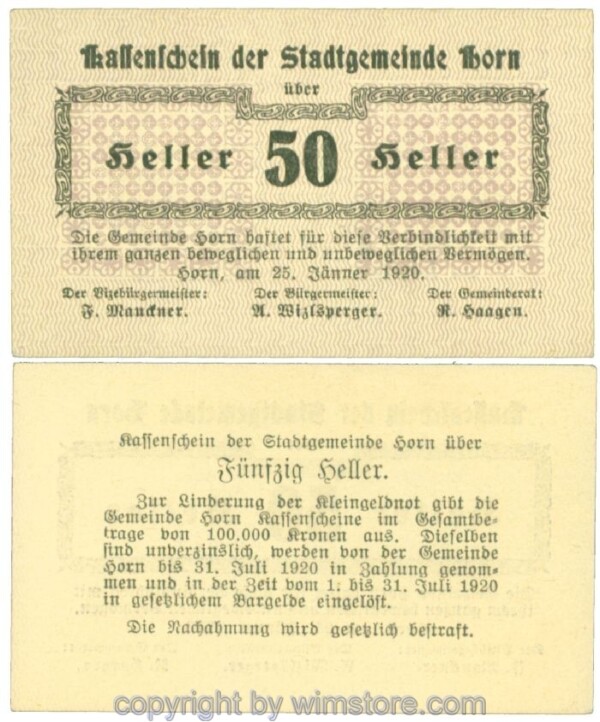 Kassenschein der Stadtgemeinde Horn
über
Heller 50 Heller
Die Gemeinde Horn haftet für diese Verbindlichkeit mit
ihrem ganzen beweglichen und unbeweglichen Vermögen.
Horn, am 25. Jänner 1920.
Der Vizebürgermeister: Der Bürgermeister: Der Gemeinderat:
F. Mauckner. A. Wizlsperger. R. Haagen.
Kassenschein der Stadtgemeinde Horn über
Fünfzig Heller.
Zur Linderung der Kleingeldnot gibt die
Gemeinde Horn Kassenscheine im Gesamtbe-
trage von 100.000 Kronen aus. Dieselben
sind unverzinslich, werden von der Gemeinde
Horn bis 31. Juli 1920 in Zahlung genom-
men und in der Zeit vom 1. bis 31. Juli 1920
in gesetzlichem Bargelde eingelöst.
Die Nachahmung wird gesetzlich bestraft.
copyright by wimstore.com